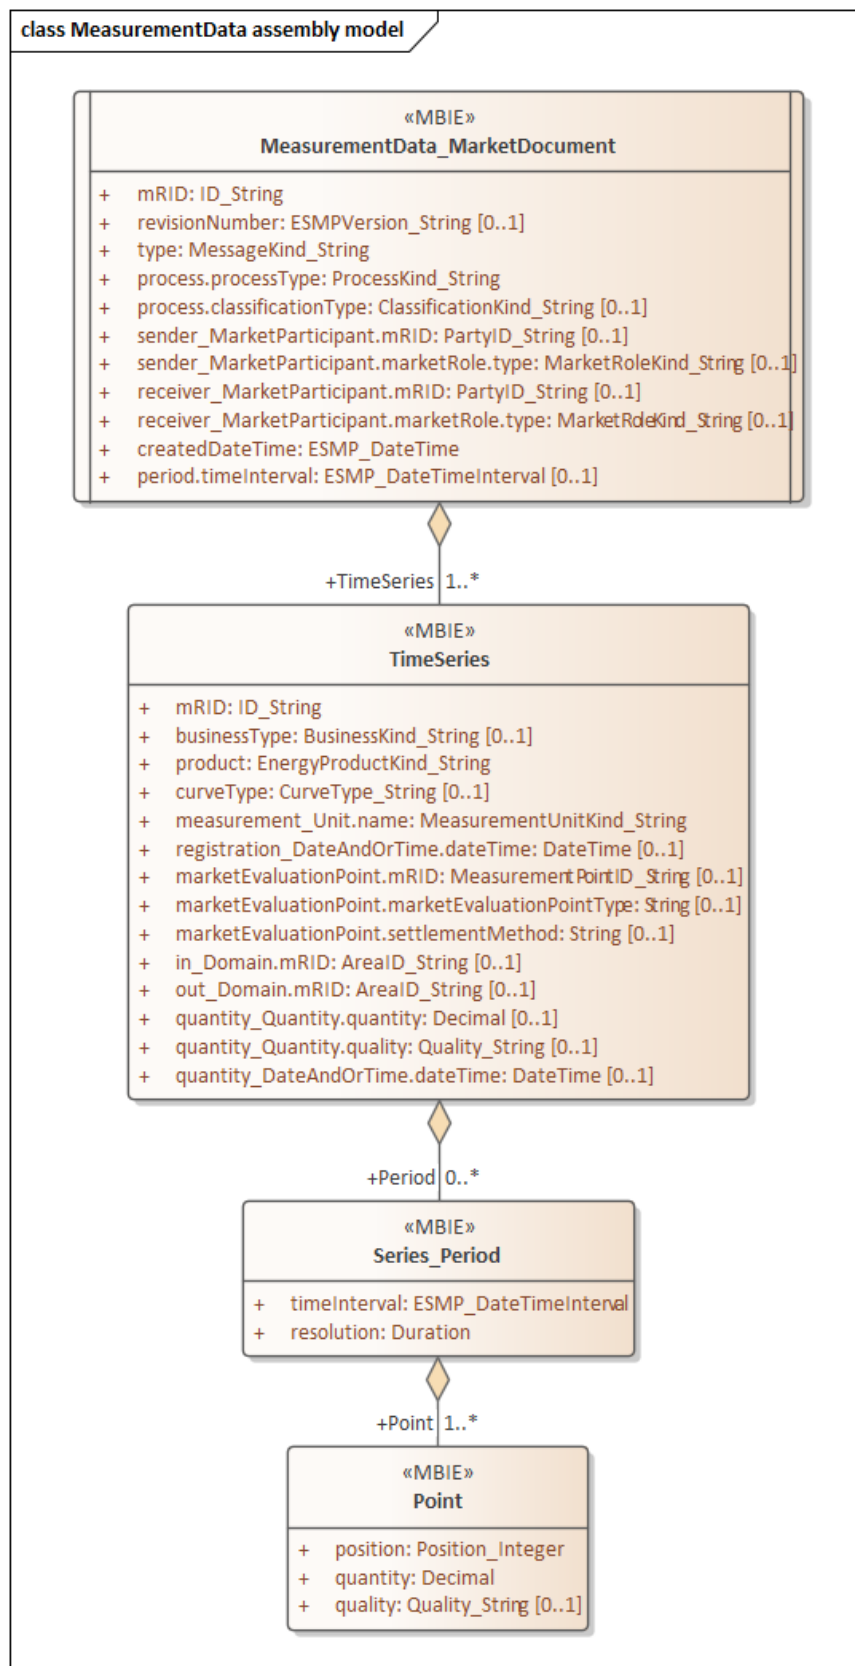 class MeasurementData assembly model
«MBIE»
MeasurementData_MarketDocument
+ mRID: ID_String
+ revisionNumber: ESMPVersion_String [0..1]
+ type: MessageKind_String
+ process.processType: ProcessKind_String
+ process.classificationType: ClassificationKind_String [0..1]
+ sender_MarketParticipant.mRID: PartyID_String [0..1]
+ sender_MarketParticipant.marketRole.type: MarketRoleKind_String [0..1]
+ receiver_MarketParticipant.mRID: PartyID_String [0..1]
+ receiver_MarketParticipant.marketRole.type: MarketRoleKind_String [0..1]
+ createdDateTime: ESMP_DateTime
+ period.timeInterval: ESMP_DateTimeInterval [0..1]
+TimeSeries 1..*
«MBIE»
TimeSeries
+ mRID: ID_String
+ businessType: BusinessKind_String [0..1]
+ product: EnergyProductKind_String
+ curveType: CurveType_String [0..1]
+ measurement_Unit.name: MeasurementUnitKind_String
+ registration_DateAndOrTime.dateTime: DateTime [0..1]
+ marketEvaluationPoint.mRID: MeasurementPointID_String [0..1]
+ marketEvaluationPoint.marketEvaluationPointType: String [0..1]
+ marketEvaluationPoint.settlementMethod: String [0..1]
+ in_Domain.mRID: AreaID_String [0..1]
+ out_Domain.mRID: AreaID_String [0..1]
+ quantity_Quantity.quantity: Decimal [0..1]
+ quantity_Quantity.quality: Quality_String [0..1]
+ quantity_DateAndOrTime.dateTime: DateTime [0..1]
+Period 0..*
«MBIE»
Series_Period
+ timeInterval: ESMP_DateTimeInterval
+ resolution: Duration
+Point 1..*
«MBIE»
Point
+ position: Position_Integer
+ quantity: Decimal
+ quality: Quality_String [0..1]